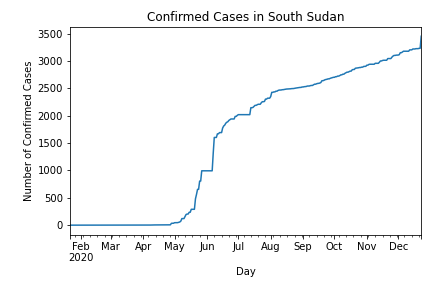 Confirmed Cases in South Sudan
3500
3000
2500
2000
1500
1000
500
0
Number of Confirmed Cases
Feb Mar Apr May Jun Jul Aug Sep Oct Nov Dec
2020
Day